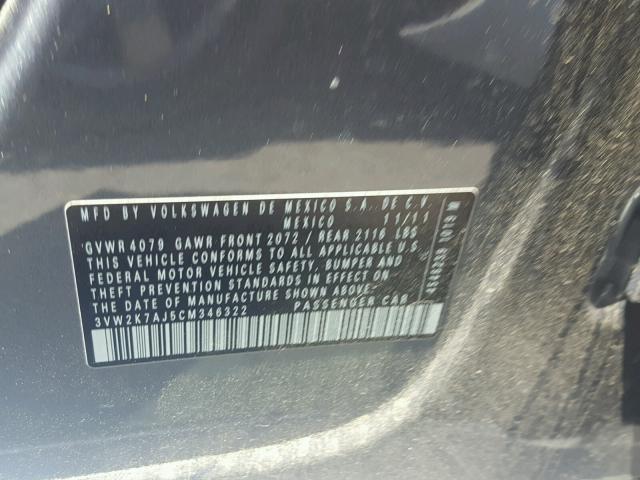 MFD BY VOLKSWAGEN DE MEXICO S.A. DE C.V.
MEXICO 11/11
GVWR 4079 GAWR FRONT 2072 / REAR 2116 LBS
THIS VEHICLE CONFORMS TO ALL APPLICABLE U.S.
FEDERAL MOTOR VEHICLE SAFETY, BUMPER AND
THEFT PREVENTION STANDARDS IN EFFECT ON
THE DATE OF MANUFACTURE SHOWN ABOVE.
3VW2K7AJ5CM346322 PASSENGER CAR